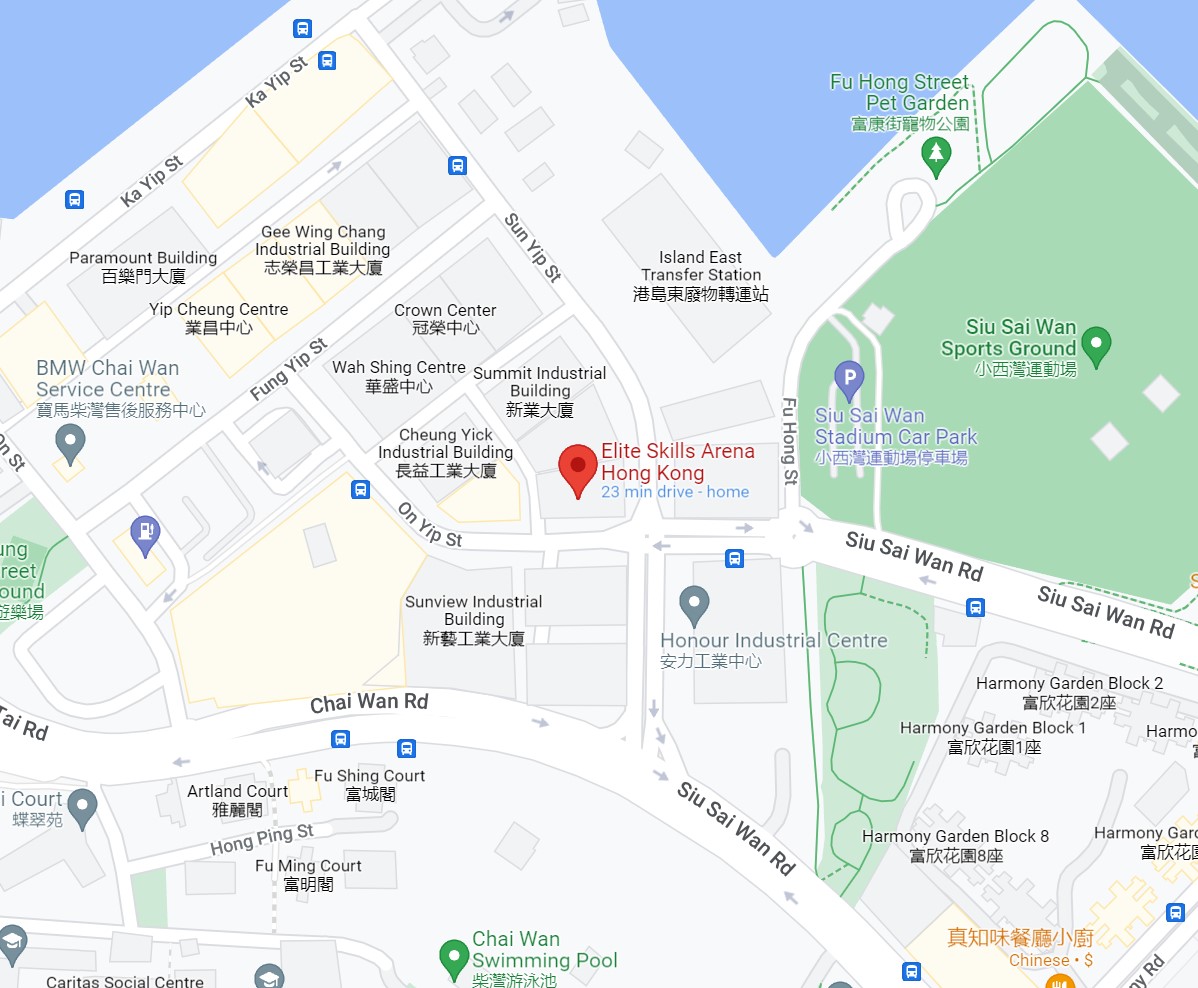 Ka Yip St
Fu Hong Street
Pet Garden
富康街寵物公園
Ka Yip St
Sun Yip St
Gee Wing Chang
Industrial Building
志榮昌工業大廈
Paramount Building
百樂門大廈
Island East
Transfer Station
港島東廢物轉運站
Yip Cheung Centre
業昌中心
Crown Center
冠榮中心
Siu Sai Wan
Sports Ground
小西灣運動場
BMW Chai Wan
Service Centre
寶馬柴灣售後服務中心
Fung Yip St
Wah Shing Centre
華盛中心
Summit Industrial
Building
新業大廈
P
Siu Sai Wan
Stadium Car Park
小西灣運動場停車場
Fu Hong St
On St
Cheung Yick
Industrial Building
長益工業大廈
Elite Skills Arena
Hong Kong
23 min drive - home
On Yip St
Siu Sai Wan Rd
Siu Sai Wan Rd
ung
reet
ound
遊樂場
Sunview Industrial
Building
新藝工業大廈
Honour Industrial Centre
安力工業中心
Harmony Garden Block 2
富欣花園2座
Harmony Garden Block 1
富欣花園1座
Harmo
Chai Wan Rd
Tai Rd
Fu Shing Court
富城閣
Artland Court
雅麗閣
i Court
蝶翠苑
Hong Ping St
Siu Sai Wan Rd
Harmony Garden Block 8
富欣花園8座
Harmony Gard
富欣花園
Fu Ming Court
富明閣
真知味餐廳小廚
Chinese • $
Chai Wan
Swimming Pool
柴灣游泳池
Caritas Social Centre
ny Rd